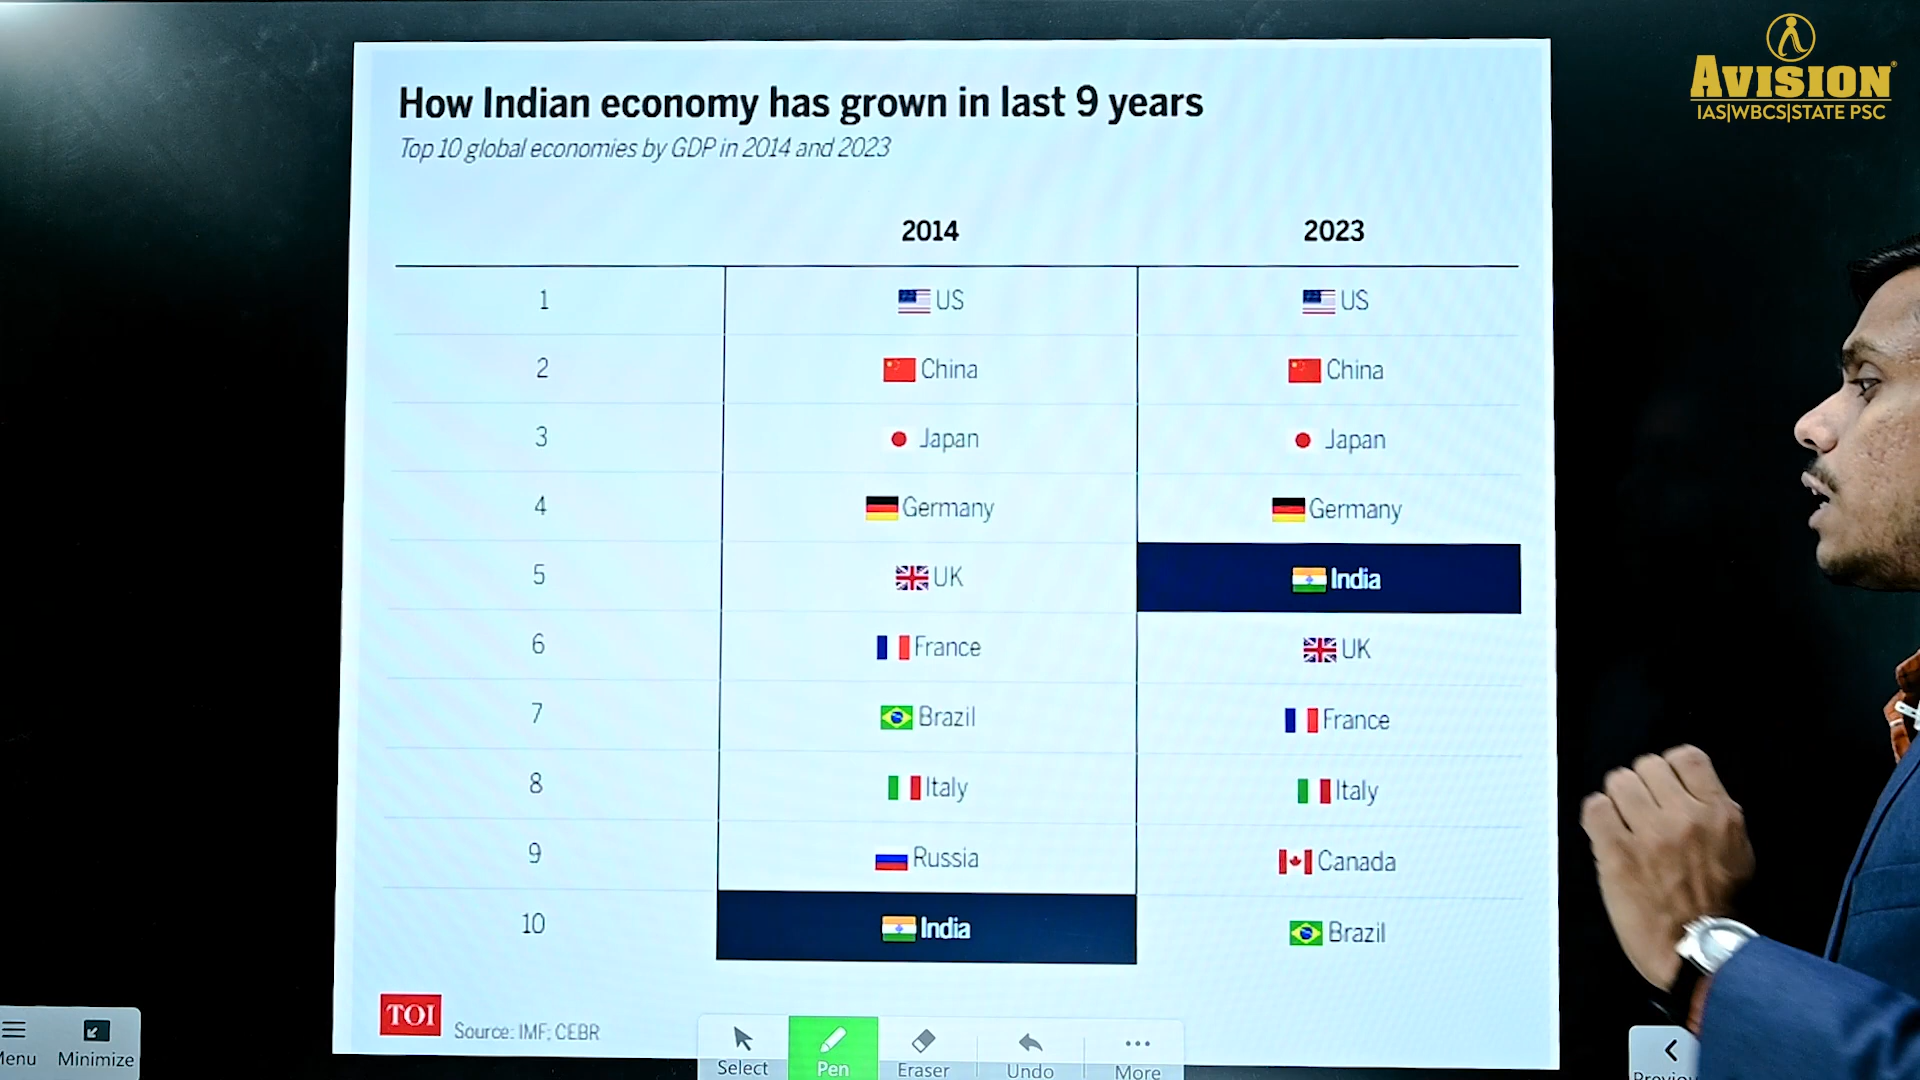 AVISION
IAS|WBCS|STATE PSC
How Indian economy has grown in last 9 years
Top 10 global economies by GDP in 2014 and 2023
2014 2023
1 US US
2 China China
3 Japan Japan
4 Germany Germany
5 UK India
6 France UK
7 Brazil France
8 Italy Italy
9 Russia Canada
10 India Brazil
TOI Source: IMF; CEBR
Minimize
Select Pen Eraser Undo More